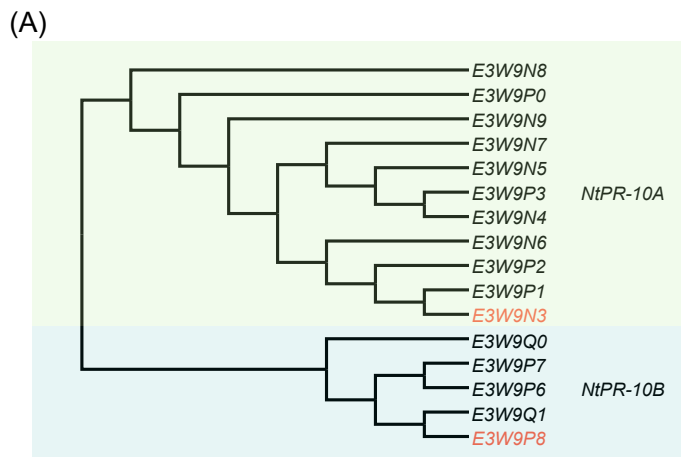 (A)
E3W9N8
E3W9P0
E3W9N9
E3W9N7
E3W9N5
E3W9P3 NtPR-10A
E3W9N4
E3W9N6
E3W9P2
E3W9P1
E3W9N3
E3W9Q0
E3W9P7
E3W9P6 NtPR-10B
E3W9Q1
E3W9P8